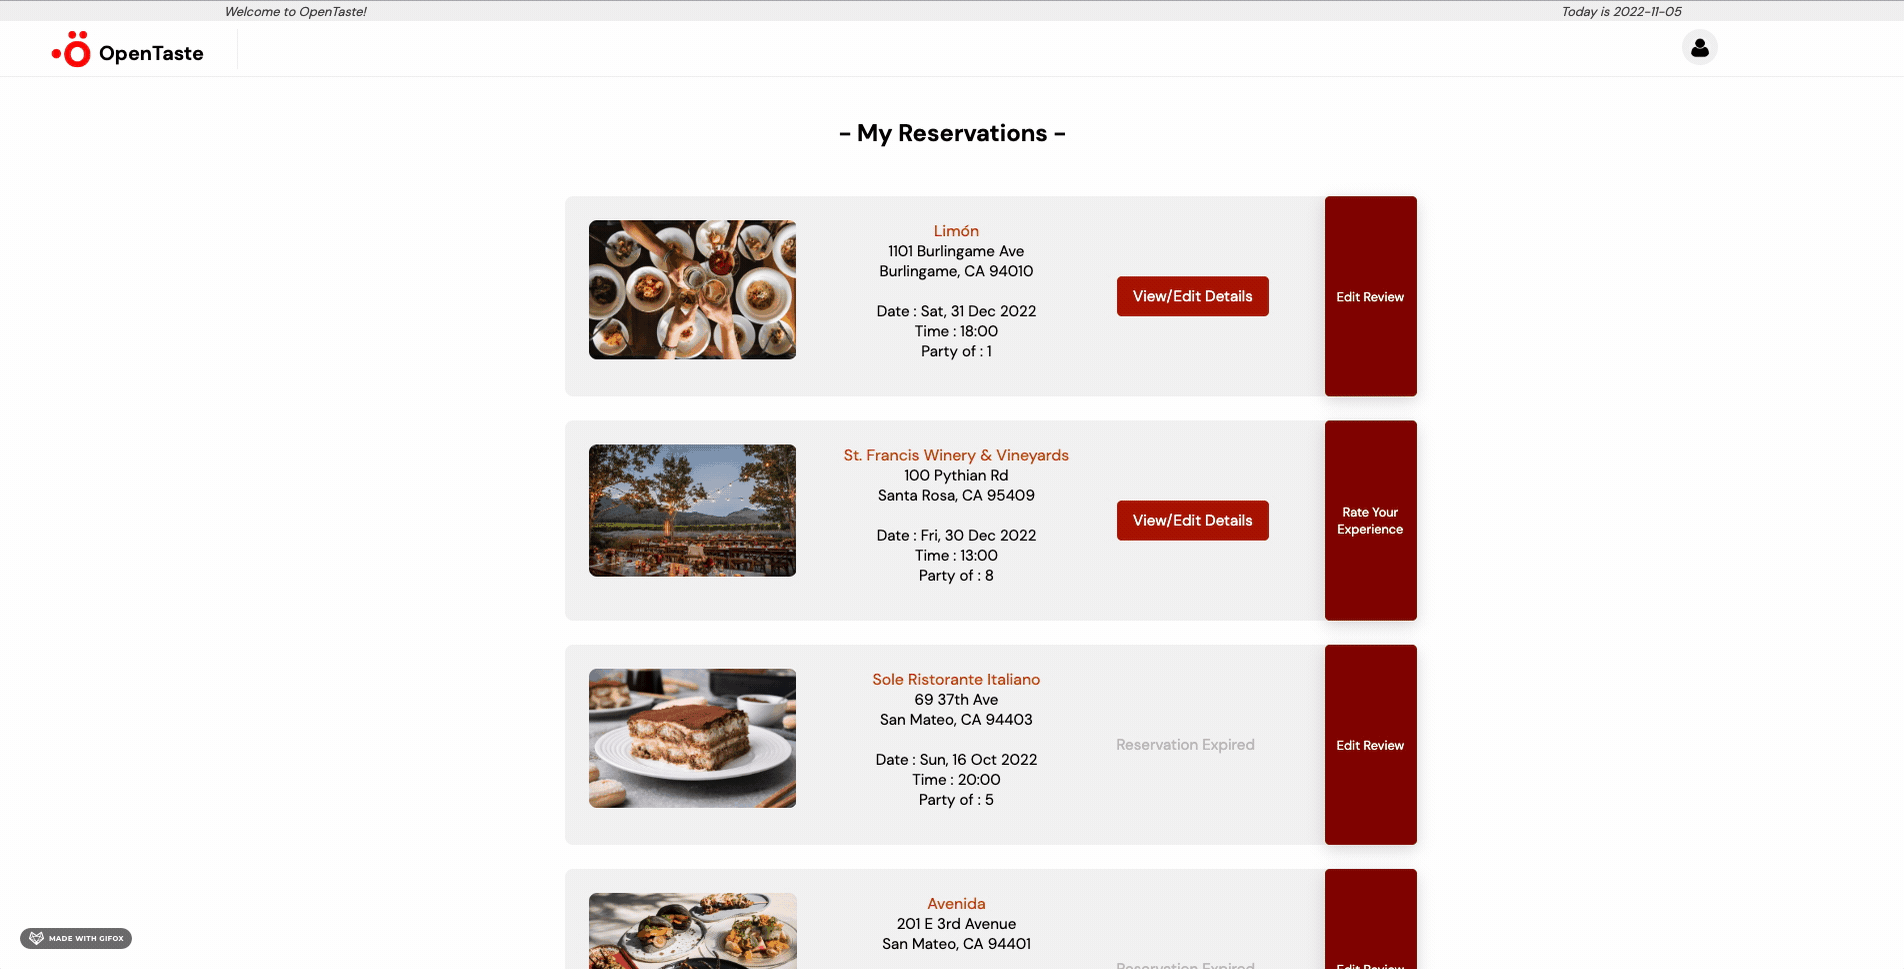 Welcome to OpenTaste!
Today is 2022-11-05
OpenTaste
- My Reservations -
Limón
1101 Burlingame Ave
Burlingame, CA 94010
Date : Sat, 31 Dec 2022
Time : 18:00
Party of : 1
View/Edit Details
Edit Review
St. Francis Winery & Vineyards
100 Pythian Rd
Santa Rosa, CA 95409
Date : Fri, 30 Dec 2022
Time : 13:00
Party of : 8
View/Edit Details
Rate Your
Experience
Sole Ristorante Italiano
69 37th Ave
San Mateo, CA 94403
Date : Sun, 16 Oct 2022
Time : 20:00
Party of : 5
Reservation Expired
Edit Review
Avenida
201 E 3rd Avenue
San Mateo, CA 94401
Reservation Expired
Edit Review
MADE WITH GIFOX